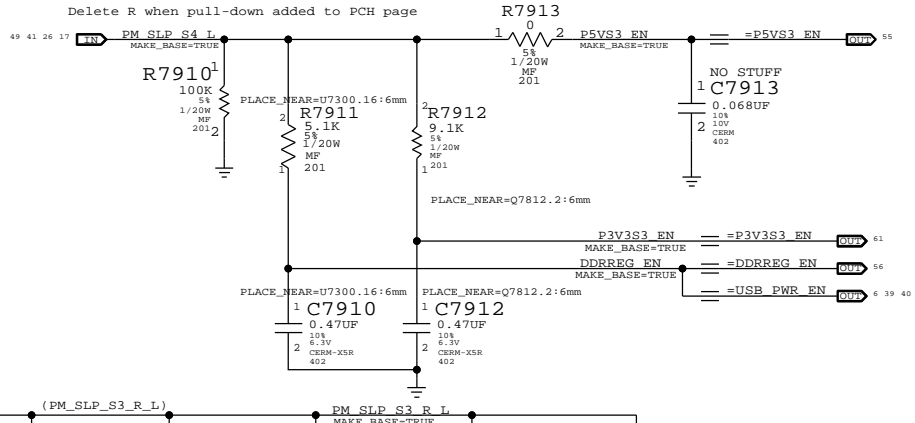 Delete R when pull-down added to PCH page
R7913
0
1
2
5%
1/20W
MF
201
49 41 26 17
IN
PM_SLP_S4_L
MAKE_BASE=TRUE
P5VS3_EN
MAKE_BASE=TRUE
=P5VS3_EN
OUT
55
R7910
1
100K
5%
1/20W
MF
201
2
PLACE_NEAR=U7300.16:6mm
2
R7911
5.1K
5%
1/20W
MF
201
1
2
R7912
9.1K
5%
1/20W
MF
201
1
PLACE_NEAR=Q7812.2:6mm
NO STUFF
1
C7913
0.068UF
10%
10V
CERM
402
2
P3V3S3_EN
MAKE_BASE=TRUE
=P3V3S3_EN
OUT
61
DDRREG_EN
MAKE_BASE=TRUE
=DDRREG_EN
OUT
56
=USB_PWR_EN
OUT
6 39 40
PLACE_NEAR=U7300.16:6mm
1
C7910
0.47UF
10%
6.3V
CERM-X5R
402
2
PLACE_NEAR=Q7812.2:6mm
1
C7912
0.47UF
10%
6.3V
CERM-X5R
402
2
(PM_SLP_S3_R_L)
PM_SLP_S3_R_L
MAKE_BASE=TRUE